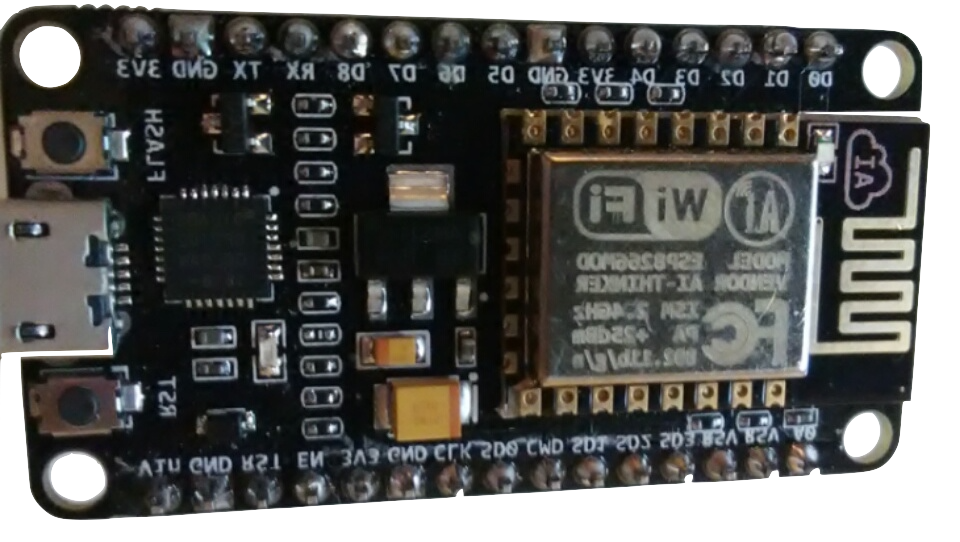 3V3 GND TX RX D8 D7 D6 D5 GND 3V3 D4 D3 D2 D1 D0
FLASH
AI
Ai WiFi
MODEL ESP8266MOD
VENDOR AI-THINKER
ISM 2.4GHz
PA +25dBm
802.11b/g/n
FC
RST
Vin GND RST EN 3V3 GND CLK SD0 CMD SD1 SD2 SD3 RSV RSV A0